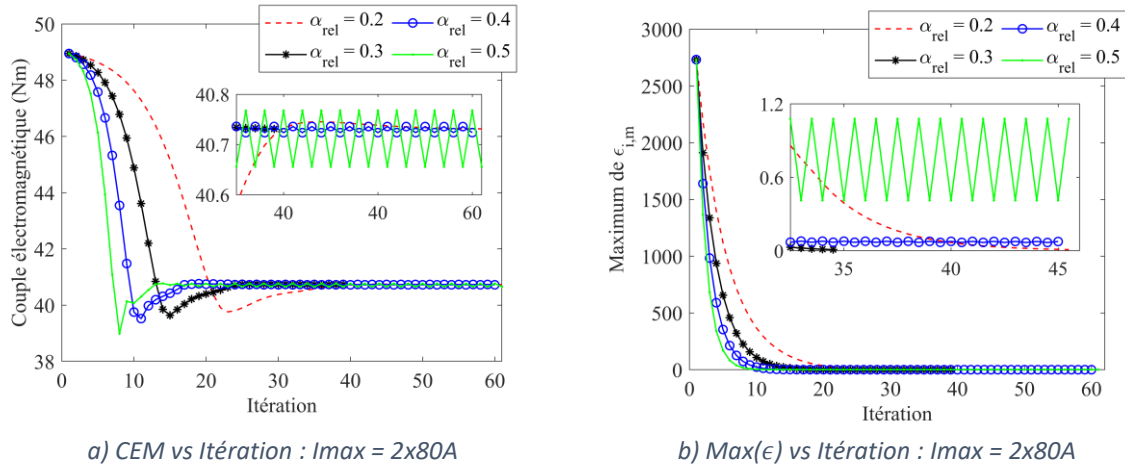 50
48
46
44
42
40
38
Couple électromagnétique (Nm)
0 10 20 30 40 50 60
Itération
α_rel = 0.2
α_rel = 0.3
α_rel = 0.4
α_rel = 0.5
40.8
40.7
40.6
40 40 60
a) CEM vs Itération : Imax = 2x80A
3000
2500
2000
1500
1000
500
0
Maximum de ϵ_i,m
0 10 20 30 40 50 60
Itération
α_rel = 0.2
α_rel = 0.3
α_rel = 0.4
α_rel = 0.5
1.2
0.6
0
35 40 45
b) Max(ϵ) vs Itération : Imax = 2x80A